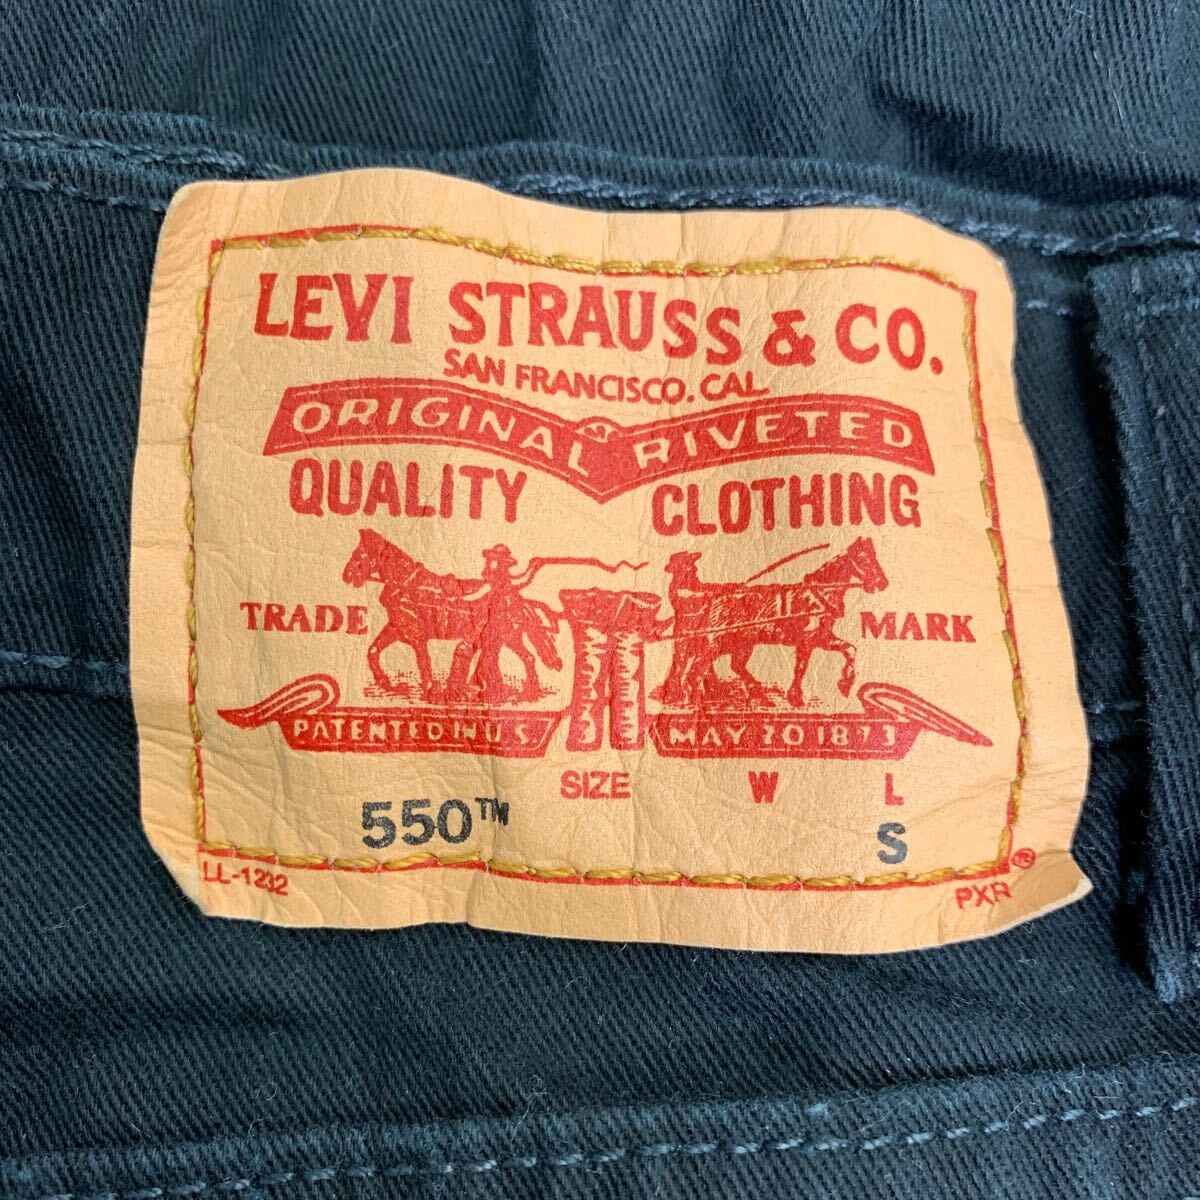 LEVI STRAUSS & CO.
SAN FRANCISCO. CAL.
ORIGINAL RIVETED
QUALITY CLOTHING
TRADE MARK
PATENTED IN U.S. MAY 20 1873
SIZE W L
550™ S
LL-1232 PXR®